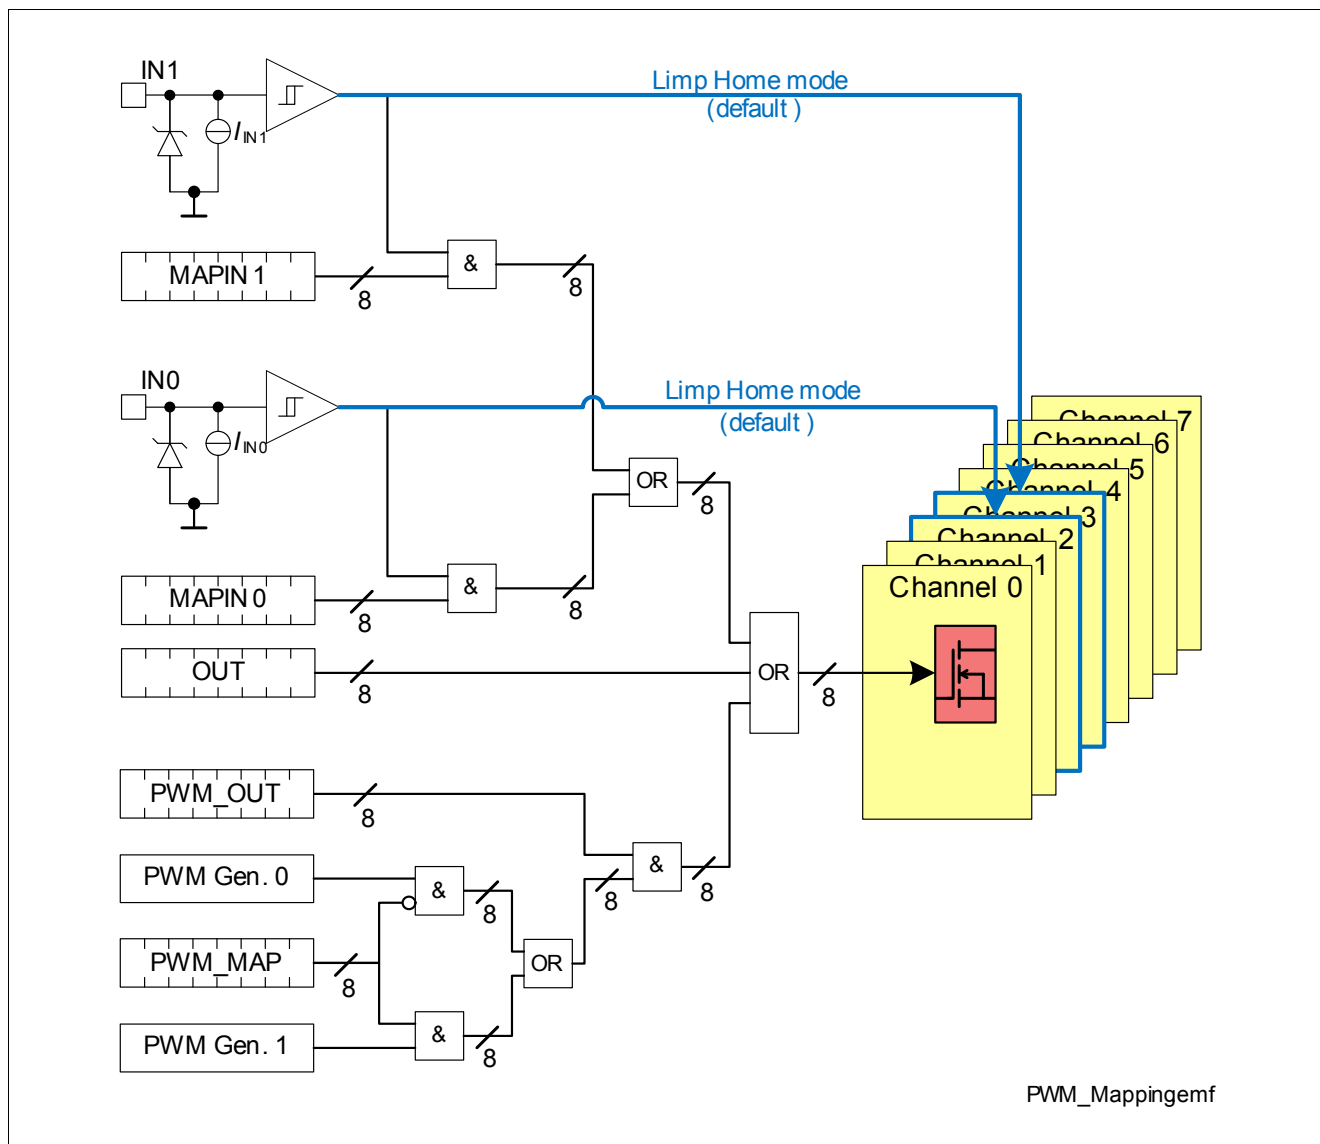 IN1
I IN1
Limp Home mode
(default )
MAPIN 1
&
8
8
IN0
I IN0
Limp Home mode
(default )
Channel 7
Channel 6
Channel 5
Channel 4
Channel 3
Channel 2
Channel 1
Channel 0
OR
8
MAPIN 0
&
8
8
OUT
8
OR
8
PWM_OUT
8
&
8
8
PWM Gen. 0
&
8
PWM_MAP
8
OR
PWM Gen. 1
&
8
PWM_Mappingemf